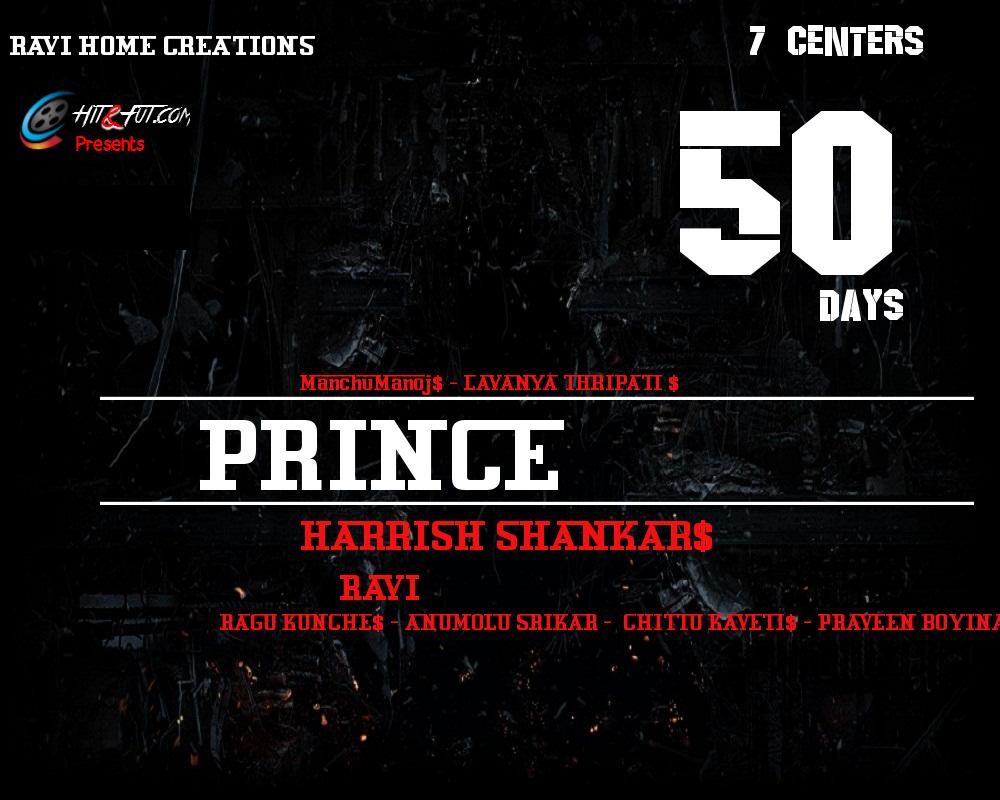 RAVI HOME CREATIONS
7 CENTERS
HIT&FUT.COM
Presents
50
DAYS
ManchuManoj$ - LAVANYA THRIPATI $
PRINCE
HARRISH SHANKAR$
RAVI
RAGU KUNCHE$ - ANUMOLU SRIKAR - CHITTU KAVETI$ - PRAVEEN BOYINA